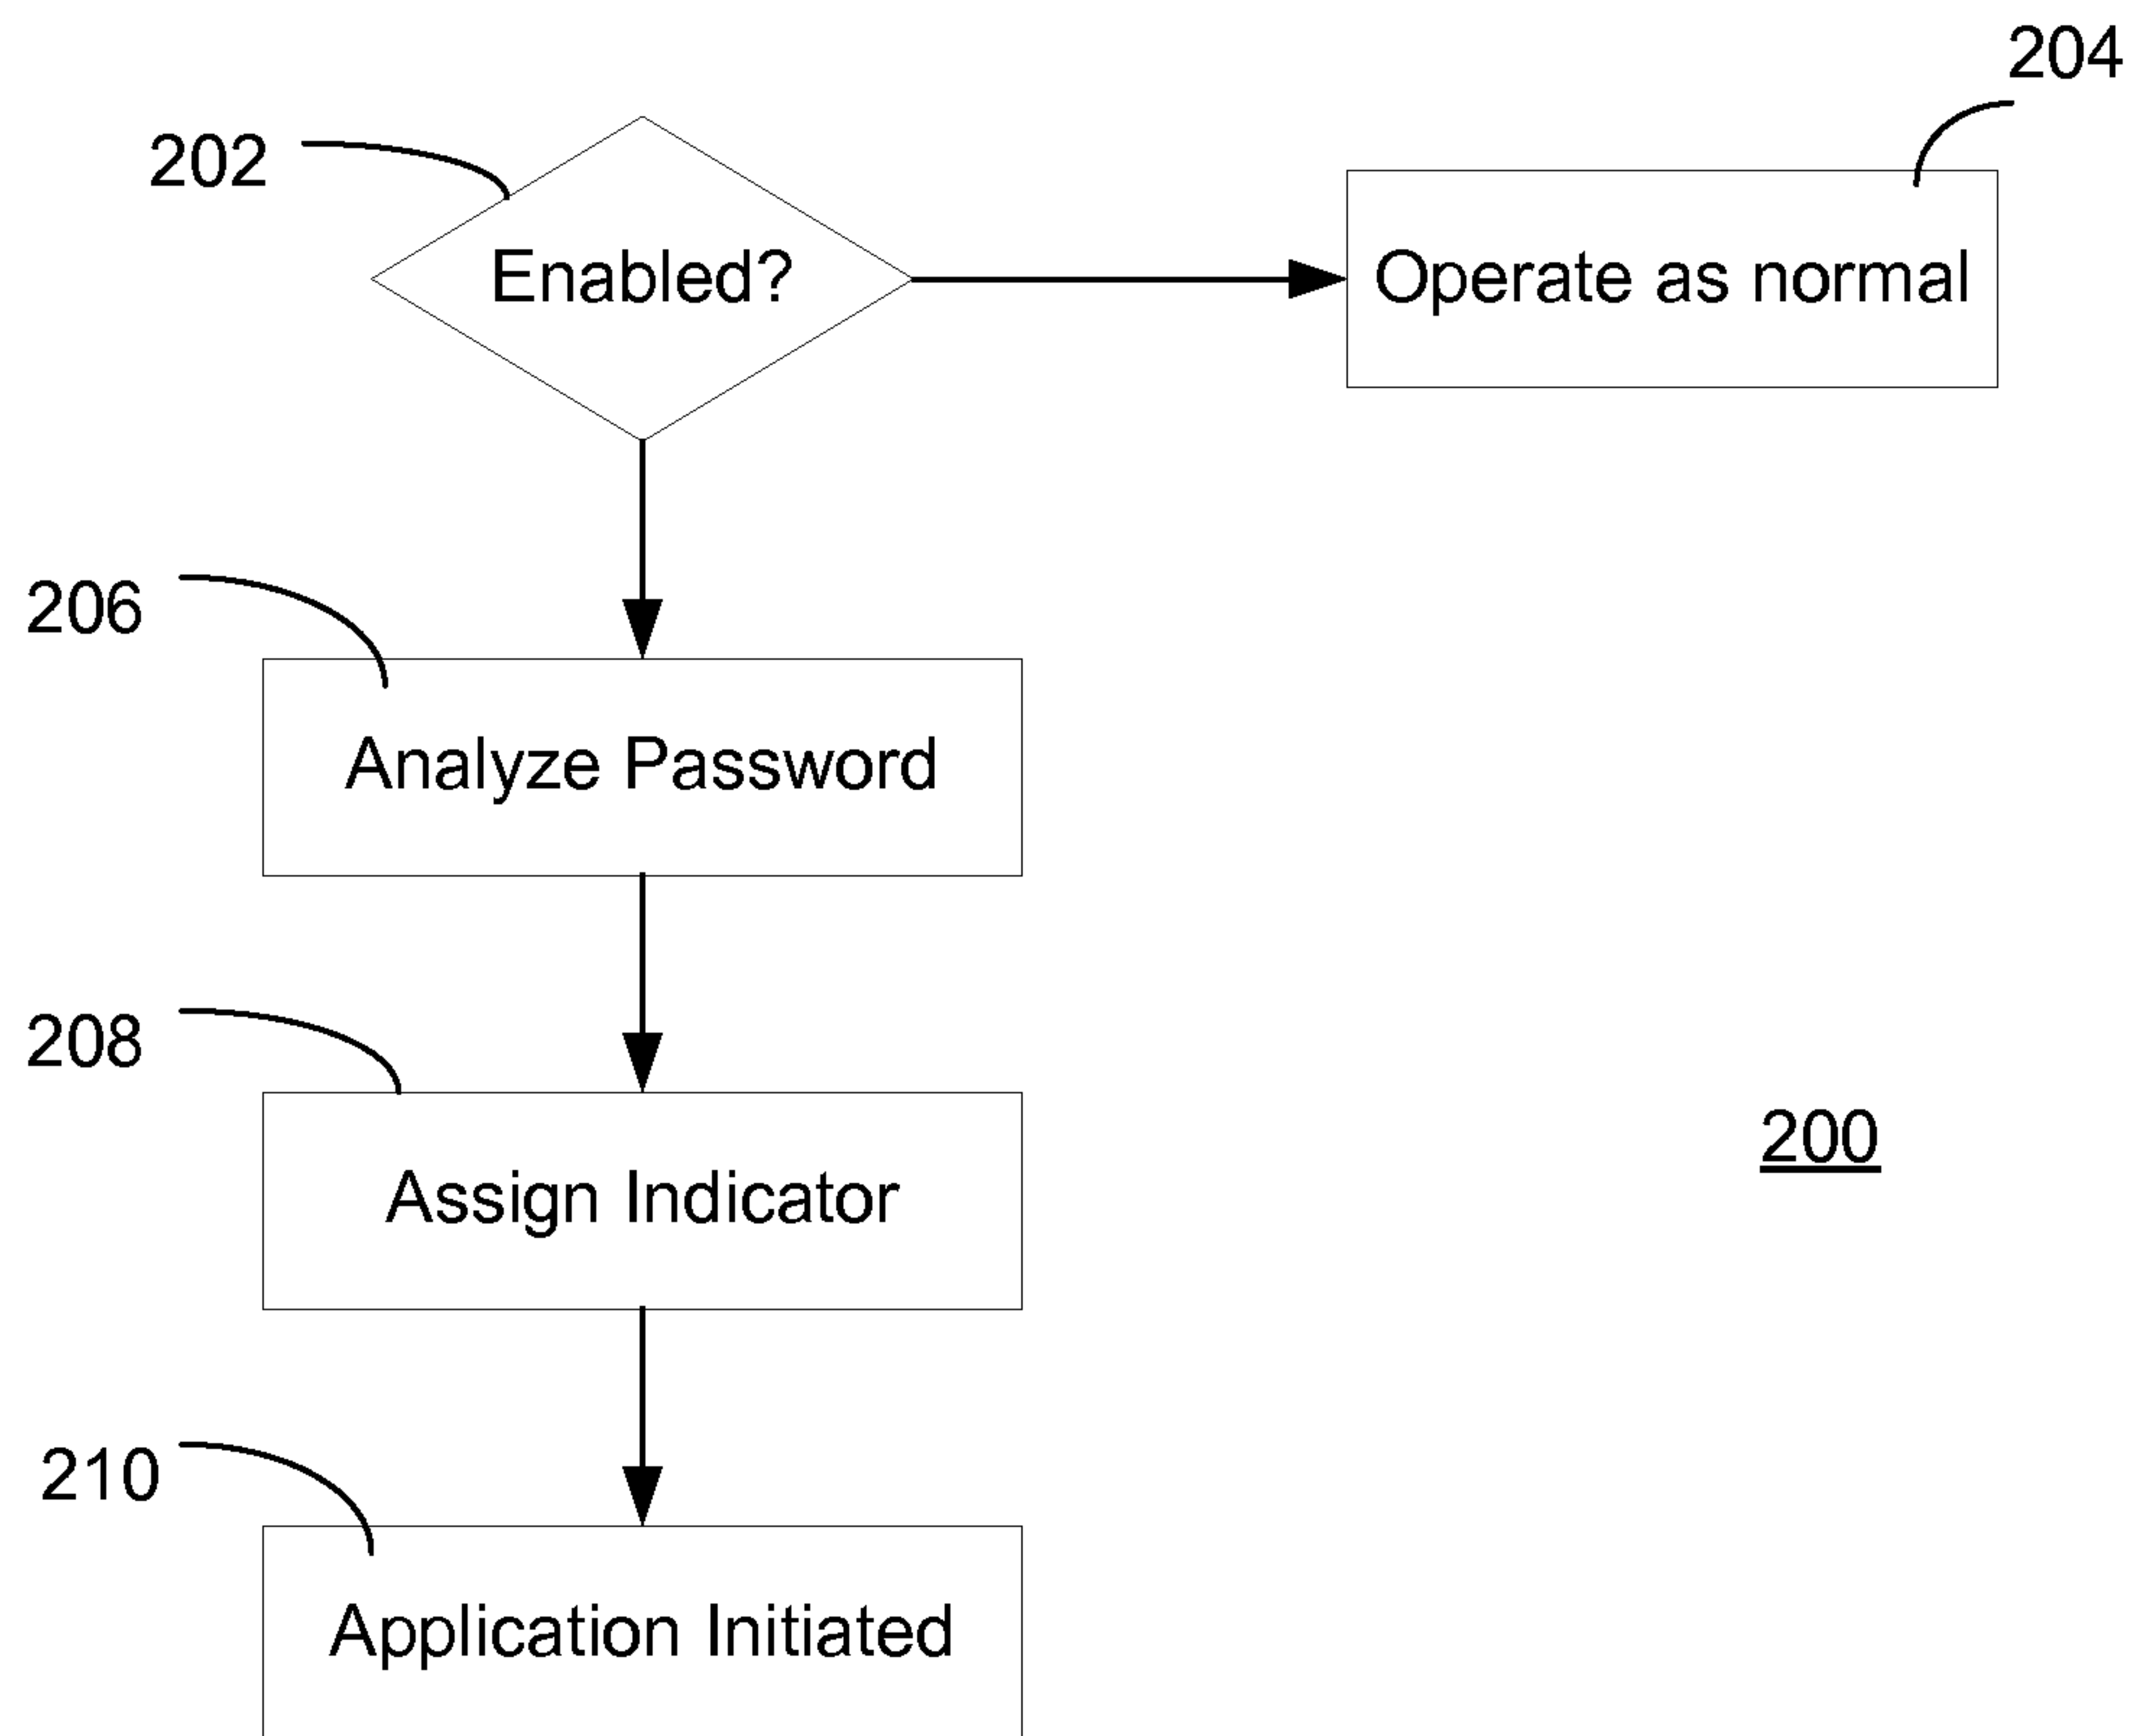 204
202
Enabled?
Operate as normal
206
Analyze Password
208
Assign Indicator
200
210
Application Initiated